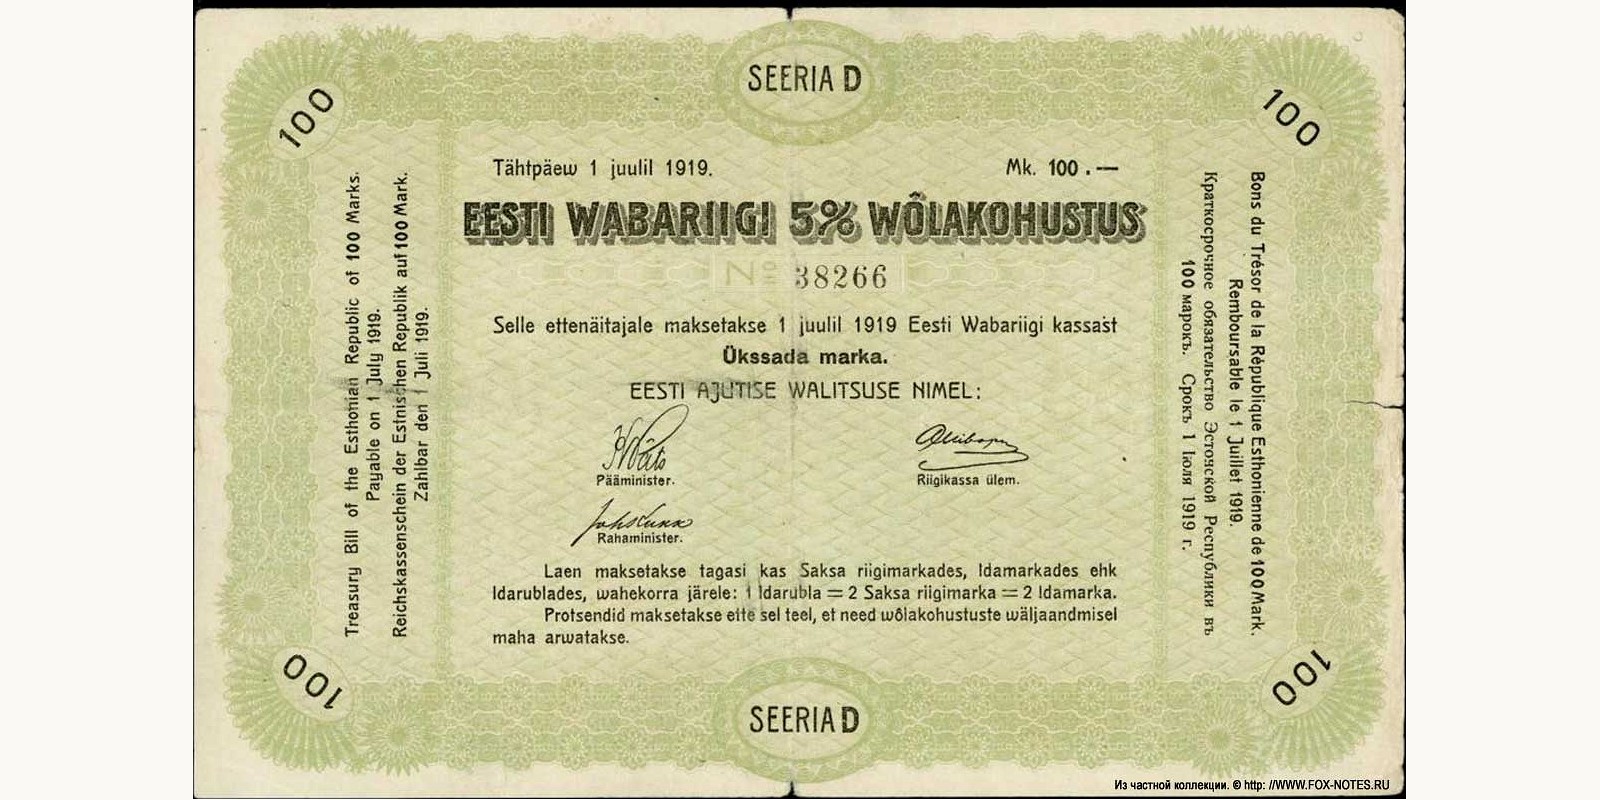 SEERIA D
100
100
Tähtpäew 1 juulil 1919.
Mk. 100.—
EESTI WABARIIGI 5% WÕLAKOHUSTUS
№ 38266
Selle ettenäitajale maksetakse 1 juulil 1919 Eesti Wabariigi kassast
Ükssada marka.
EESTI AJUTISE WALITSUSE NIMEL:
KPäts
Pääminister.
Riigikassa ülem.
JohsKukk
Rahaminister.
Laen maksetakse tagasi kas Saksa riigimarkades, Idamarkades ehk
Idarublades, wahekorra järele: 1 Idarubla = 2 Saksa riigimarka = 2 Idamarka.
Protsendid maksetakse ette sel teel, et need wõlakohustuste wäljaandmisel
maha arwatakse.
Treasury Bill of the Esthonian Republic of 100 Marks.
Payable on 1 July 1919.
Reichskassenschein der Estnischen Republik auf 100 Mark.
Zahlbar den 1 Juli 1919.
Bons du Trésor de la Rèpublique Esthonienne de 100 Mark.
Remboursable le 1 Juillet 1919.
Краткосрочное обязательство Эстонской Республики въ
100 марокъ. Срокъ 1 Іюля 1919 г.
100
100
SEERIA D
Из частной коллекции. © http: //WWW.FOX-NOTES.RU